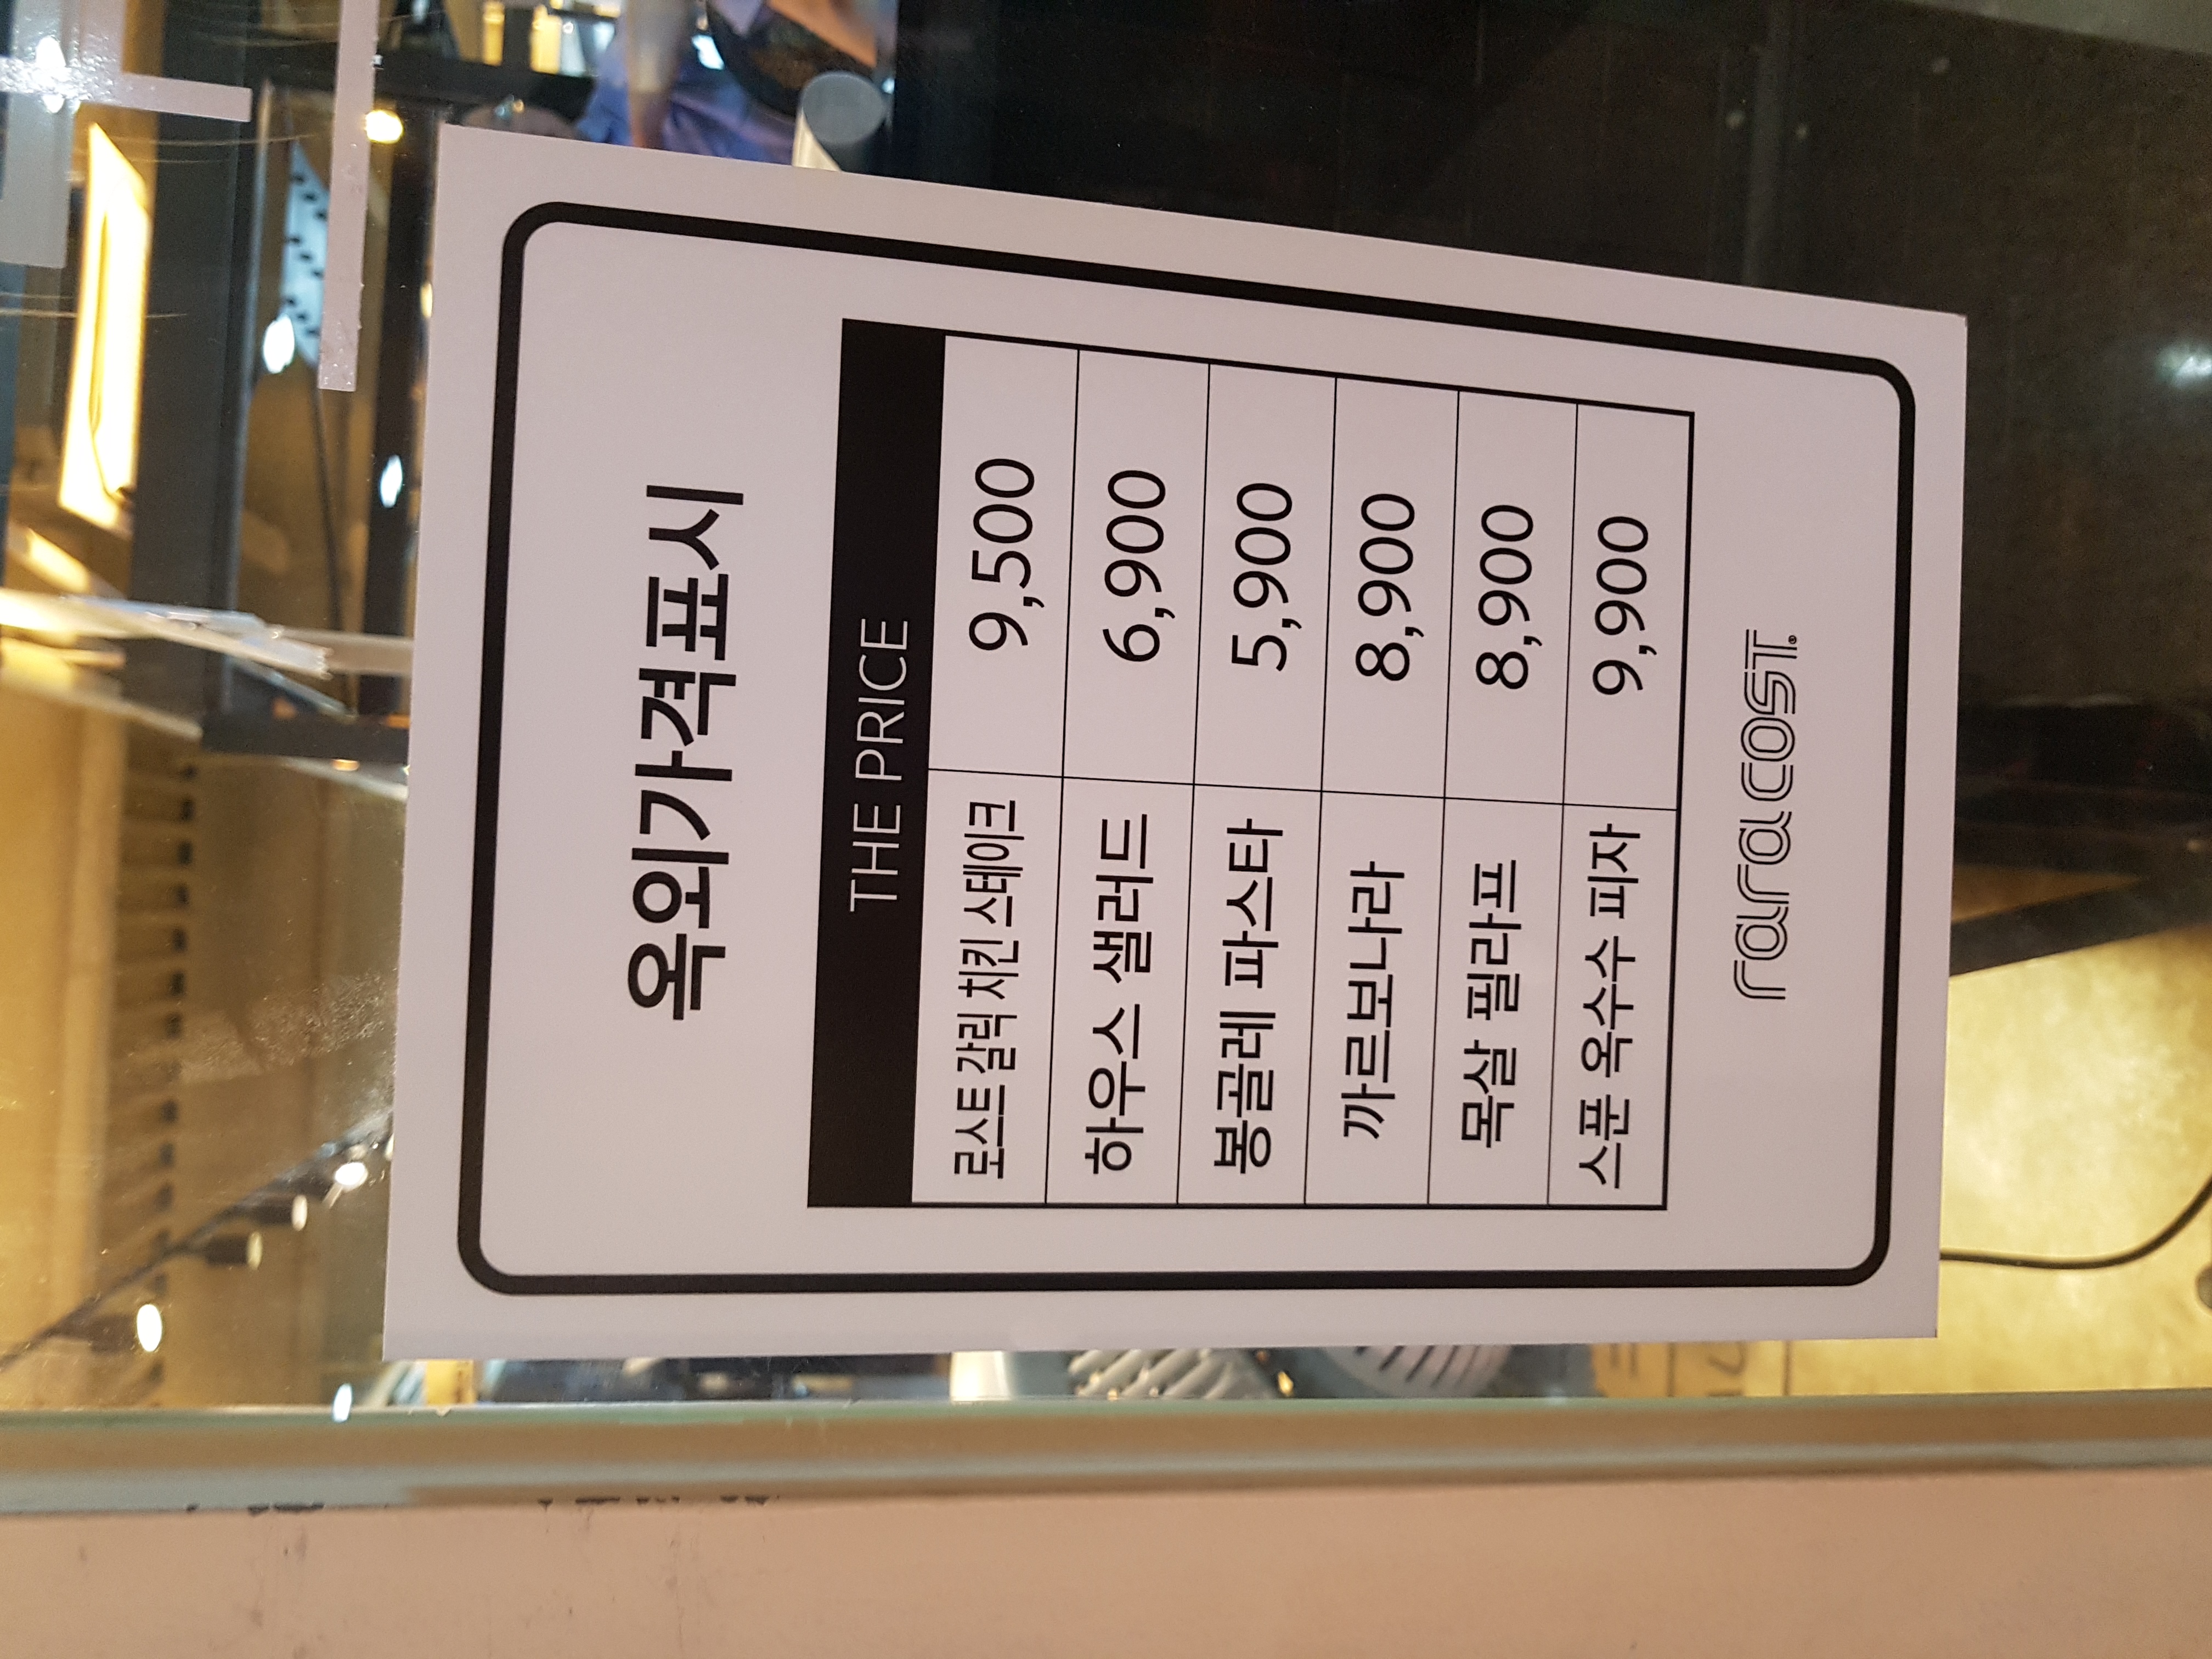 옥외가격표시
THE PRICE
로스트 갈릭 치킨 스테이크 9,500
하우스 샐러드 6,900
봉골레 파스타 5,900
까르보나라 8,900
목살 필라프 8,900
스푼 옥수수 피자 9,900
rara COST